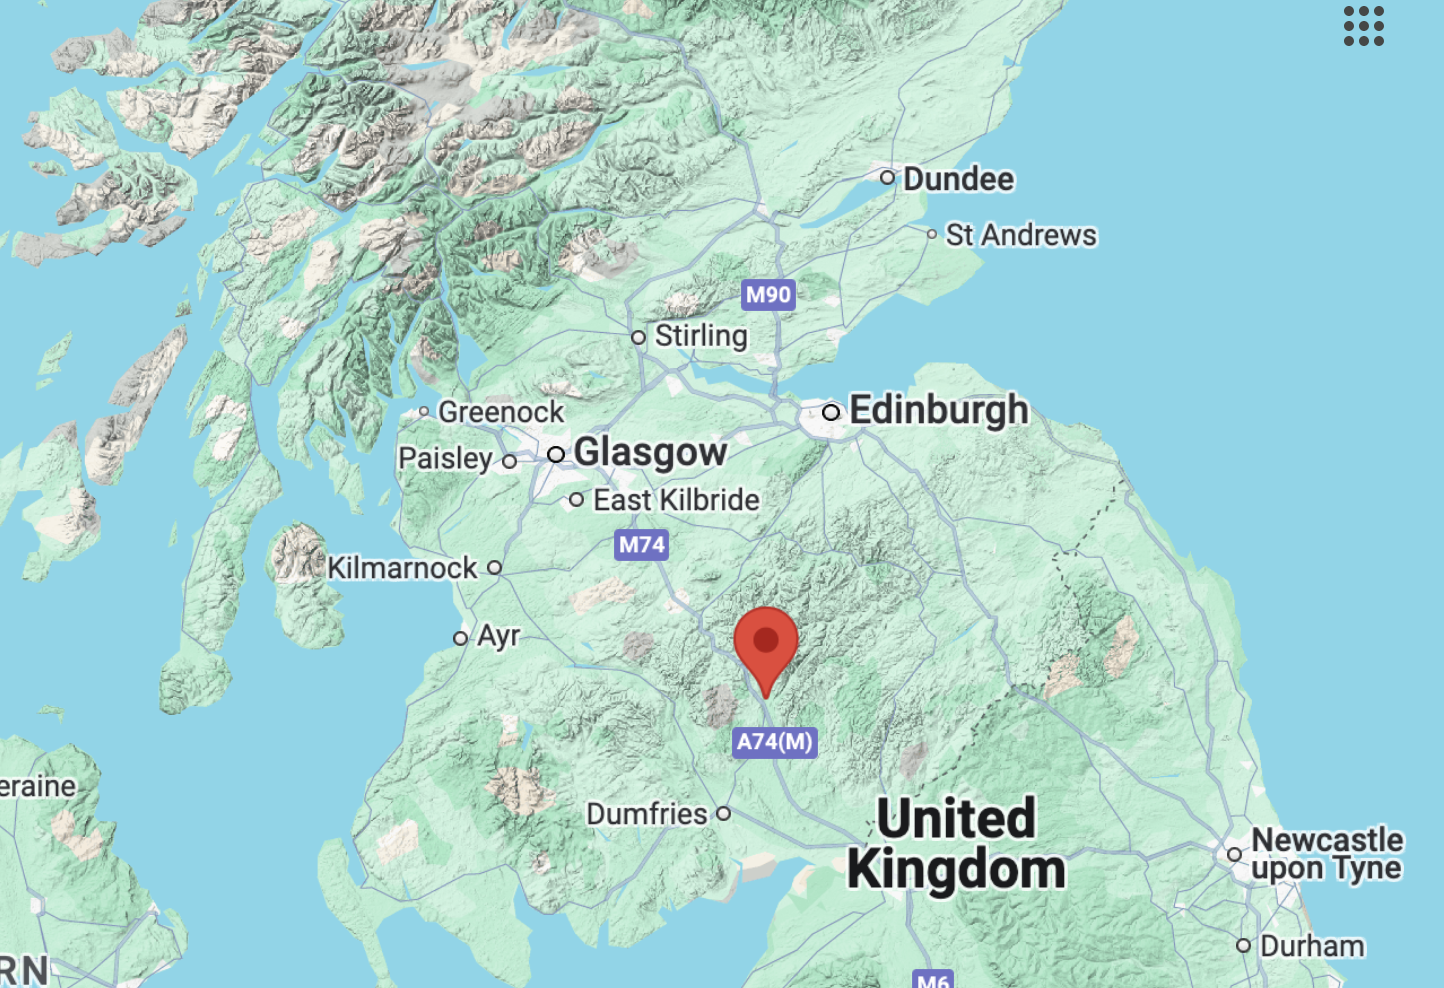 Dundee
St Andrews
M90
Stirling
Greenock
Edinburgh
Glasgow
Paisley
East Kilbride
M74
Kilmarnock
Ayr
A74(M)
eraine
Dumfries
United
Kingdom
Newcastle
upon Tyne
Durham
RN
M6